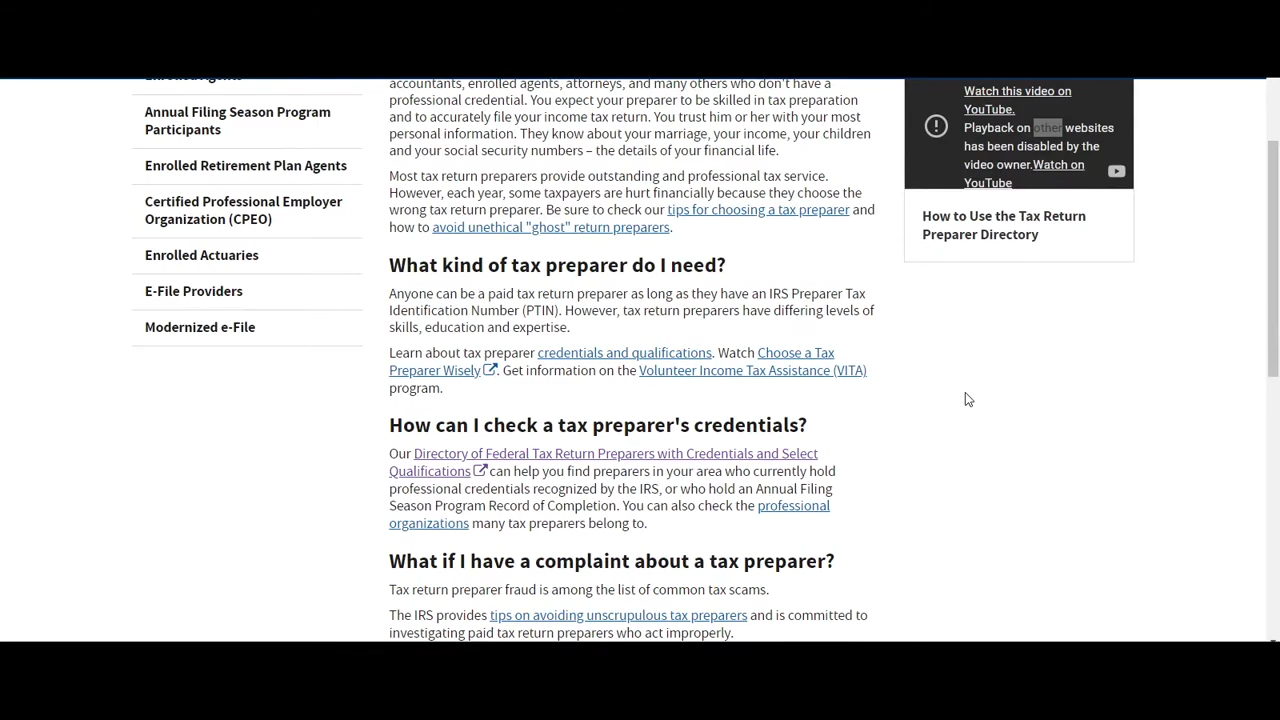 Enrolled Agents
Annual Filing Season Program
Participants
Enrolled Retirement Plan Agents
Certified Professional Employer
Organization (CPEO)
Enrolled Actuaries
E-File Providers
Modernized e-File
accountants, enrolled agents, attorneys, and many others who don't have a
professional credential. You expect your preparer to be skilled in tax preparation
and to accurately file your income tax return. You trust him or her with your most
personal information. They know about your marriage, your income, your children
and your social security numbers – the details of your financial life.
Most tax return preparers provide outstanding and professional tax service.
However, each year, some taxpayers are hurt financially because they choose the
wrong tax return preparer. Be sure to check our tips for choosing a tax preparer and
how to avoid unethical "ghost" return preparers.
What kind of tax preparer do I need?
Anyone can be a paid tax return preparer as long as they have an IRS Preparer Tax
Identification Number (PTIN). However, tax return preparers have differing levels of
skills, education and expertise.
Learn about tax preparer credentials and qualifications. Watch Choose a Tax
Preparer Wisely. Get information on the Volunteer Income Tax Assistance (VITA)
program.
How can I check a tax preparer's credentials?
Our Directory of Federal Tax Return Preparers with Credentials and Select
Qualifications can help you find preparers in your area who currently hold
professional credentials recognized by the IRS, or who hold an Annual Filing
Season Program Record of Completion. You can also check the professional
organizations many tax preparers belong to.
What if I have a complaint about a tax preparer?
Tax return preparer fraud is among the list of common tax scams.
The IRS provides tips on avoiding unscrupulous tax preparers and is committed to
investigating paid tax return preparers who act improperly.
Watch this video on
YouTube.
Playback on other websites
has been disabled by the
video owner.Watch on
YouTube
How to Use the Tax Return
Preparer Directory